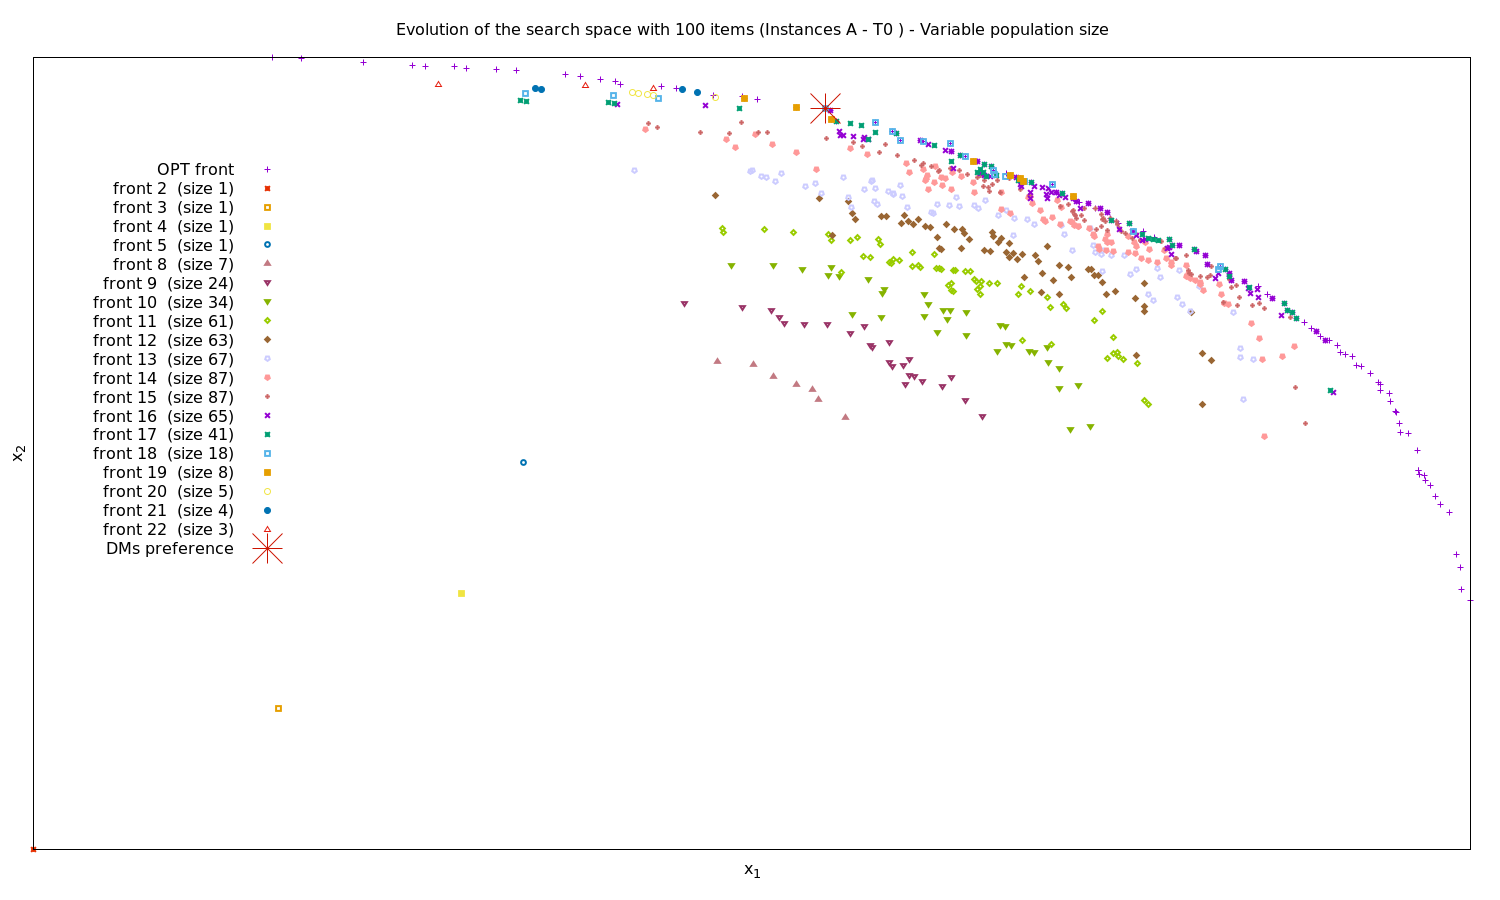 Evolution of the search space with 100 items (Instances A - T0 ) - Variable population size
OPT front
front 2 (size 1)
front 3 (size 1)
front 4 (size 1)
front 5 (size 1)
front 8 (size 7)
front 9 (size 24)
front 10 (size 34)
front 11 (size 61)
front 12 (size 63)
front 13 (size 67)
front 14 (size 87)
front 15 (size 87)
front 16 (size 65)
front 17 (size 41)
front 18 (size 18)
front 19 (size 8)
front 20 (size 5)
front 21 (size 4)
front 22 (size 3)
DMs preference
x2
x1